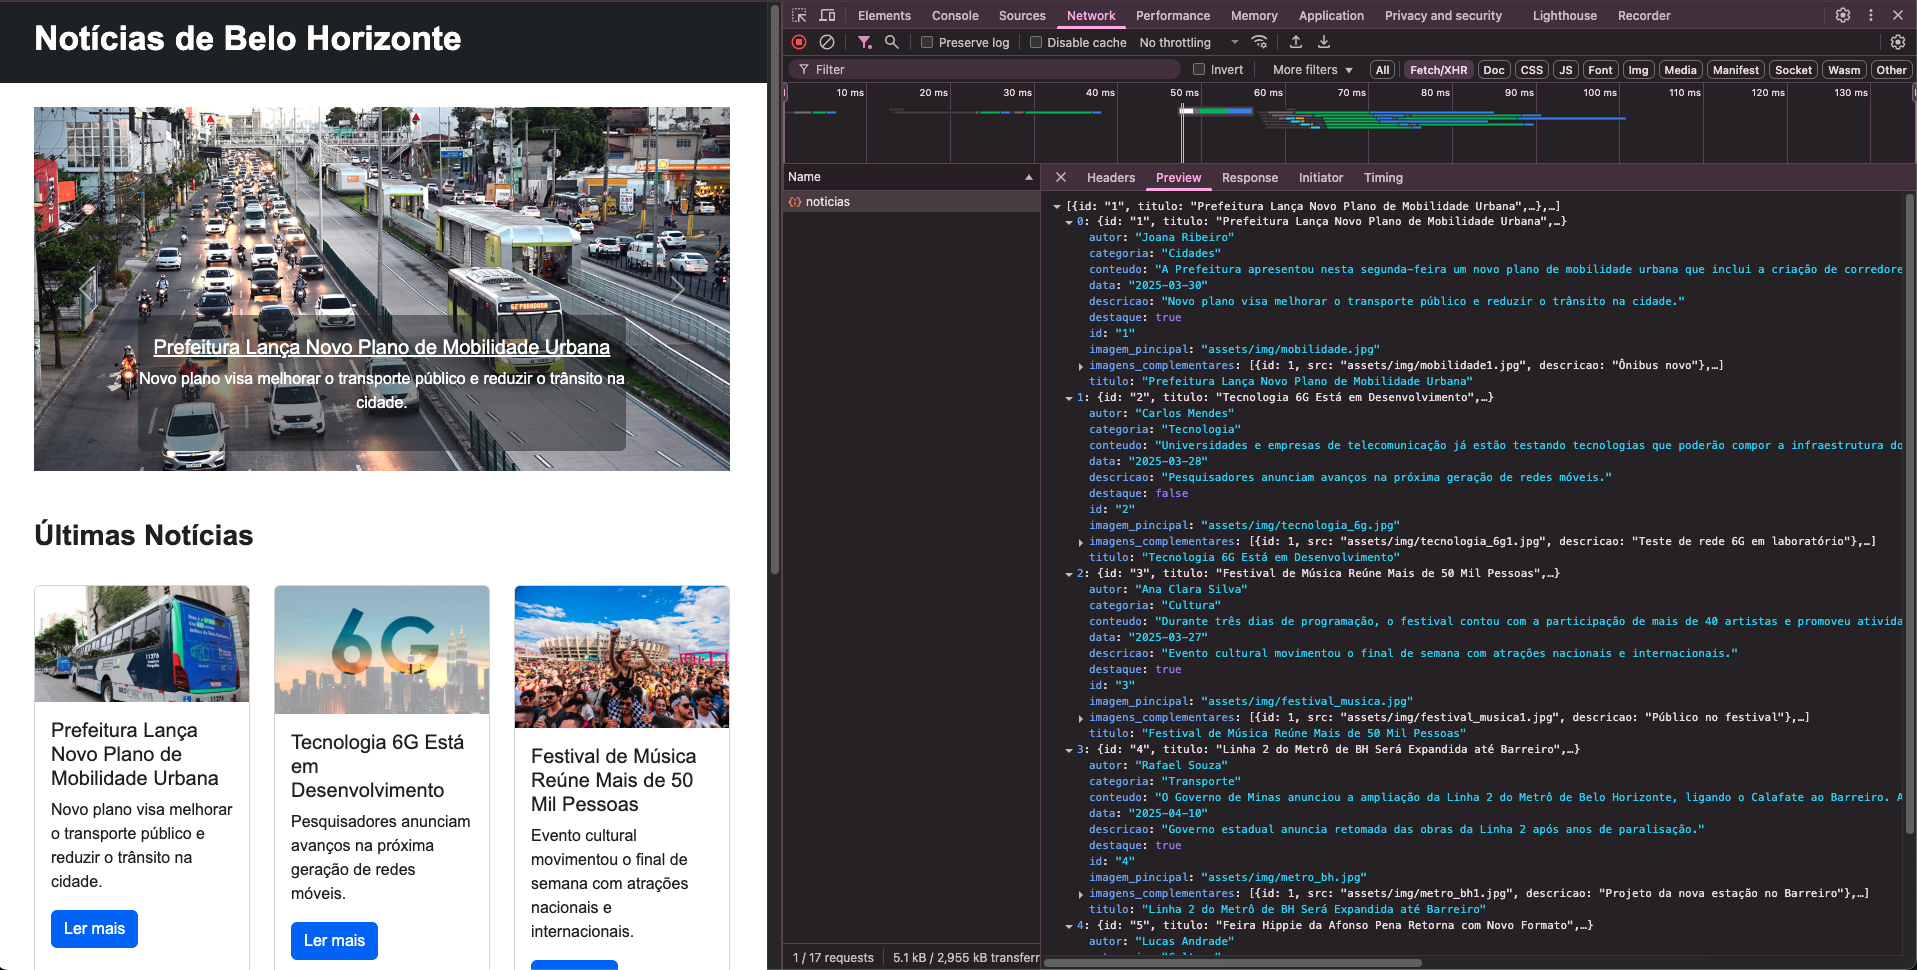 Notícias de Belo Horizonte
Prefeitura Lança Novo Plano de Mobilidade Urbana
Novo plano visa melhorar o transporte público e reduzir o trânsito na
cidade.
Últimas Notícias
Prefeitura Lança
Novo Plano de
Mobilidade Urbana
Novo plano visa melhorar
o transporte público e
reduzir o trânsito na
cidade.
Ler mais
6G
Tecnologia 6G Está
em
Desenvolvimento
Pesquisadores anunciam
avanços na próxima
geração de redes
móveis.
Ler mais
Festival de Música
Reúne Mais de 50
Mil Pessoas
Evento cultural
movimentou o final de
semana com atrações
nacionais e
internacionais.
Elements Console Sources Network Performance Memory Application Privacy and security Lighthouse Recorder
Preserve log Disable cache No throttling
Filter Invert More filters All Fetch/XHR Doc CSS JS Font Img Media Manifest Socket Wasm Other
10 ms 20 ms 30 ms 40 ms 50 ms 60 ms 70 ms 80 ms 90 ms 100 ms 110 ms 120 ms 130 ms
Name
noticias
1 / 17 requests 5.1 kB / 2,955 kB transferr
Headers Preview Response Initiator Timing
[{id: "1", titulo: "Prefeitura Lança Novo Plano de Mobilidade Urbana",…},…]
0: {id: "1", titulo: "Prefeitura Lança Novo Plano de Mobilidade Urbana",…}
autor: "Joana Ribeiro"
categoria: "Cidades"
conteudo: "A Prefeitura apresentou nesta segunda-feira um novo plano de mobilidade urbana que inclui a criação de corredore
data: "2025-03-30"
descricao: "Novo plano visa melhorar o transporte público e reduzir o trânsito na cidade."
destaque: true
id: "1"
imagem_pincipal: "assets/img/mobilidade.jpg"
imagens_complementares: [{id: 1, src: "assets/img/mobilidade1.jpg", descricao: "Ônibus novo"},…]
titulo: "Prefeitura Lança Novo Plano de Mobilidade Urbana"
1: {id: "2", titulo: "Tecnologia 6G Está em Desenvolvimento",…}
autor: "Carlos Mendes"
categoria: "Tecnologia"
conteudo: "Universidades e empresas de telecomunicação já estão testando tecnologias que poderão compor a infraestrutura do
data: "2025-03-28"
descricao: "Pesquisadores anunciam avanços na próxima geração de redes móveis."
destaque: false
id: "2"
imagem_pincipal: "assets/img/tecnologia_6g.jpg"
imagens_complementares: [{id: 1, src: "assets/img/tecnologia_6g1.jpg", descricao: "Teste de rede 6G em laboratório"},…]
titulo: "Tecnologia 6G Está em Desenvolvimento"
2: {id: "3", titulo: "Festival de Música Reúne Mais de 50 Mil Pessoas",…}
autor: "Ana Clara Silva"
categoria: "Cultura"
conteudo: "Durante três dias de programação, o festival contou com a participação de mais de 40 artistas e promoveu ativida
data: "2025-03-27"
descricao: "Evento cultural movimentou o final de semana com atrações nacionais e internacionais."
destaque: true
id: "3"
imagem_pincipal: "assets/img/festival_musica.jpg"
imagens_complementares: [{id: 1, src: "assets/img/festival_musica1.jpg", descricao: "Público no festival"},…]
titulo: "Festival de Música Reúne Mais de 50 Mil Pessoas"
3: {id: "4", titulo: "Linha 2 do Metrô de BH Será Expandida até Barreiro",…}
autor: "Rafael Souza"
categoria: "Transporte"
conteudo: "O Governo de Minas anunciou a ampliação da Linha 2 do Metrô de Belo Horizonte, ligando o Calafate ao Barreiro. A
data: "2025-04-10"
descricao: "Governo estadual anuncia retomada das obras da Linha 2 após anos de paralisação."
destaque: true
id: "4"
imagem_pincipal: "assets/img/metro_bh.jpg"
imagens_complementares: [{id: 1, src: "assets/img/metro_bh1.jpg", descricao: "Projeto da nova estação no Barreiro"},…]
titulo: "Linha 2 do Metrô de BH Será Expandida até Barreiro"
4: {id: "5", titulo: "Feira Hippie da Afonso Pena Retorna com Novo Formato",…}
autor: "Lucas Andrade"